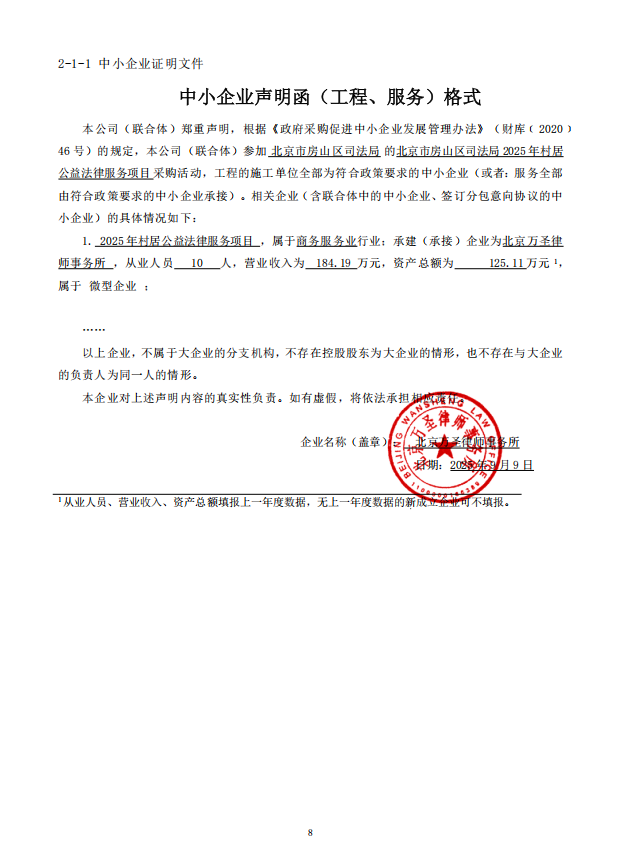 2-1-1 中小企业证明文件
中小企业声明函（工程、服务）格式
本公司（联合体）郑重声明，根据《政府采购促进中小企业发展管理办法》（财库﹝2020﹞
46 号）的规定，本公司（联合体）参加 北京市房山区司法局 的北京市房山区司法局 2025 年村居
公益法律服务项目 采购活动，工程的施工单位全部为符合政策要求的中小企业（或者：服务全部
由符合政策要求的中小企业承接）。相关企业（含联合体中的中小企业、签订分包意向协议的中
小企业）的具体情况如下：
1. 2025 年村居公益法律服务项目 ，属于商务服务业行业；承建（承接）企业为北京万圣律
师事务所 ，从业人员 10 人，营业收入为 184.19 万元，资产总额为 125.11 万元 1，
属于 微型企业 ；
……
以上企业，不属于大企业的分支机构，不存在控股股东为大企业的情形，也不存在与大企业
的负责人为同一人的情形。
本企业对上述声明内容的真实性负责。如有虚假，将依法承担相应责任。
企业名称（盖章）：北京万圣律师事务所
日期：2025 年 9 月 9 日
BEIJING WANSHENG LAW OFFICE
北京万圣律师事务所
1 从业人员、营业收入、资产总额填报上一年度数据，无上一年度数据的新成立企业可不填报。
8